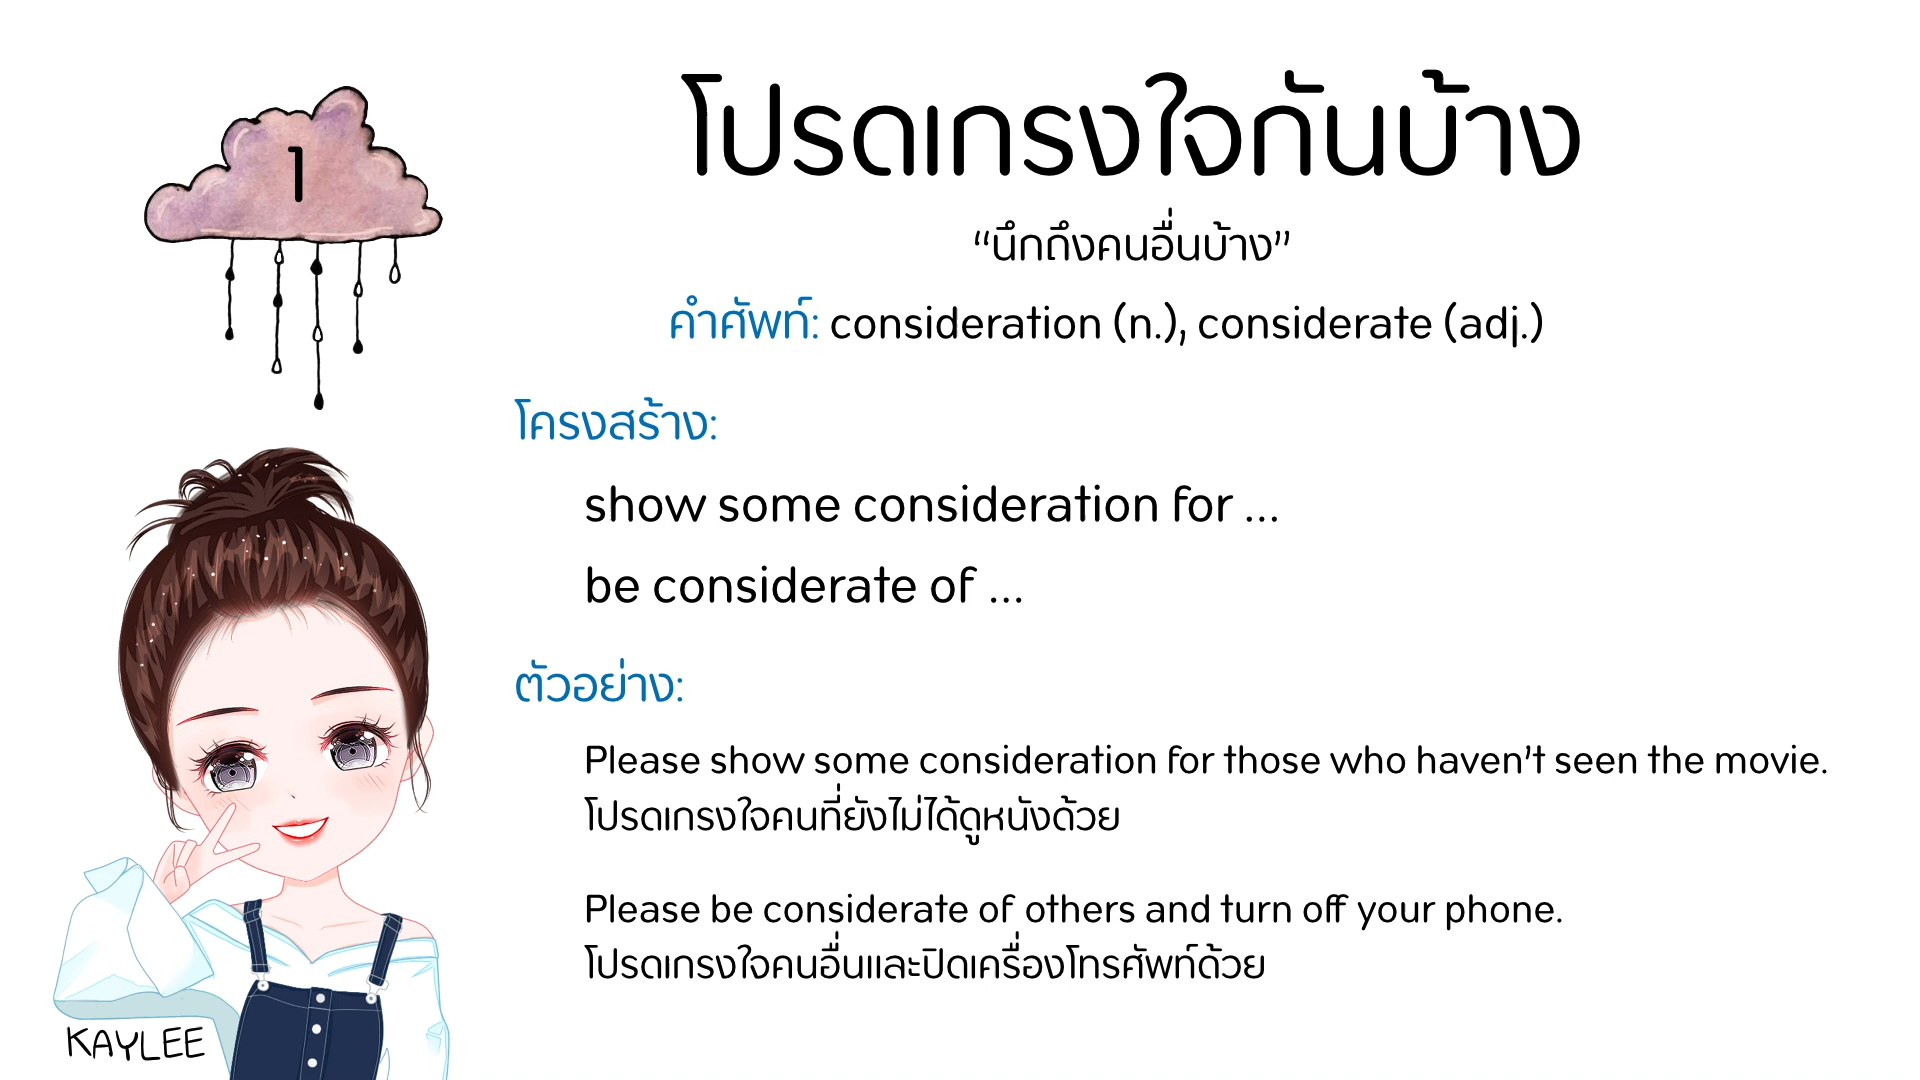 1
โปรดเกรงใจกันบ้าง
“นึกถึงคนอื่นบ้าง”
คำศัพท์: consideration (n.), considerate (adj.)
โครงสร้าง:
show some consideration for ...
be considerate of ...
ตัวอย่าง:
Please show some consideration for those who haven't seen the movie.
โปรดเกรงใจคนที่ยังไม่ได้ดูหนังด้วย
Please be considerate of others and turn off your phone.
โปรดเกรงใจคนอื่นและปิดเครื่องโทรศัพท์ด้วย
KAYLEE